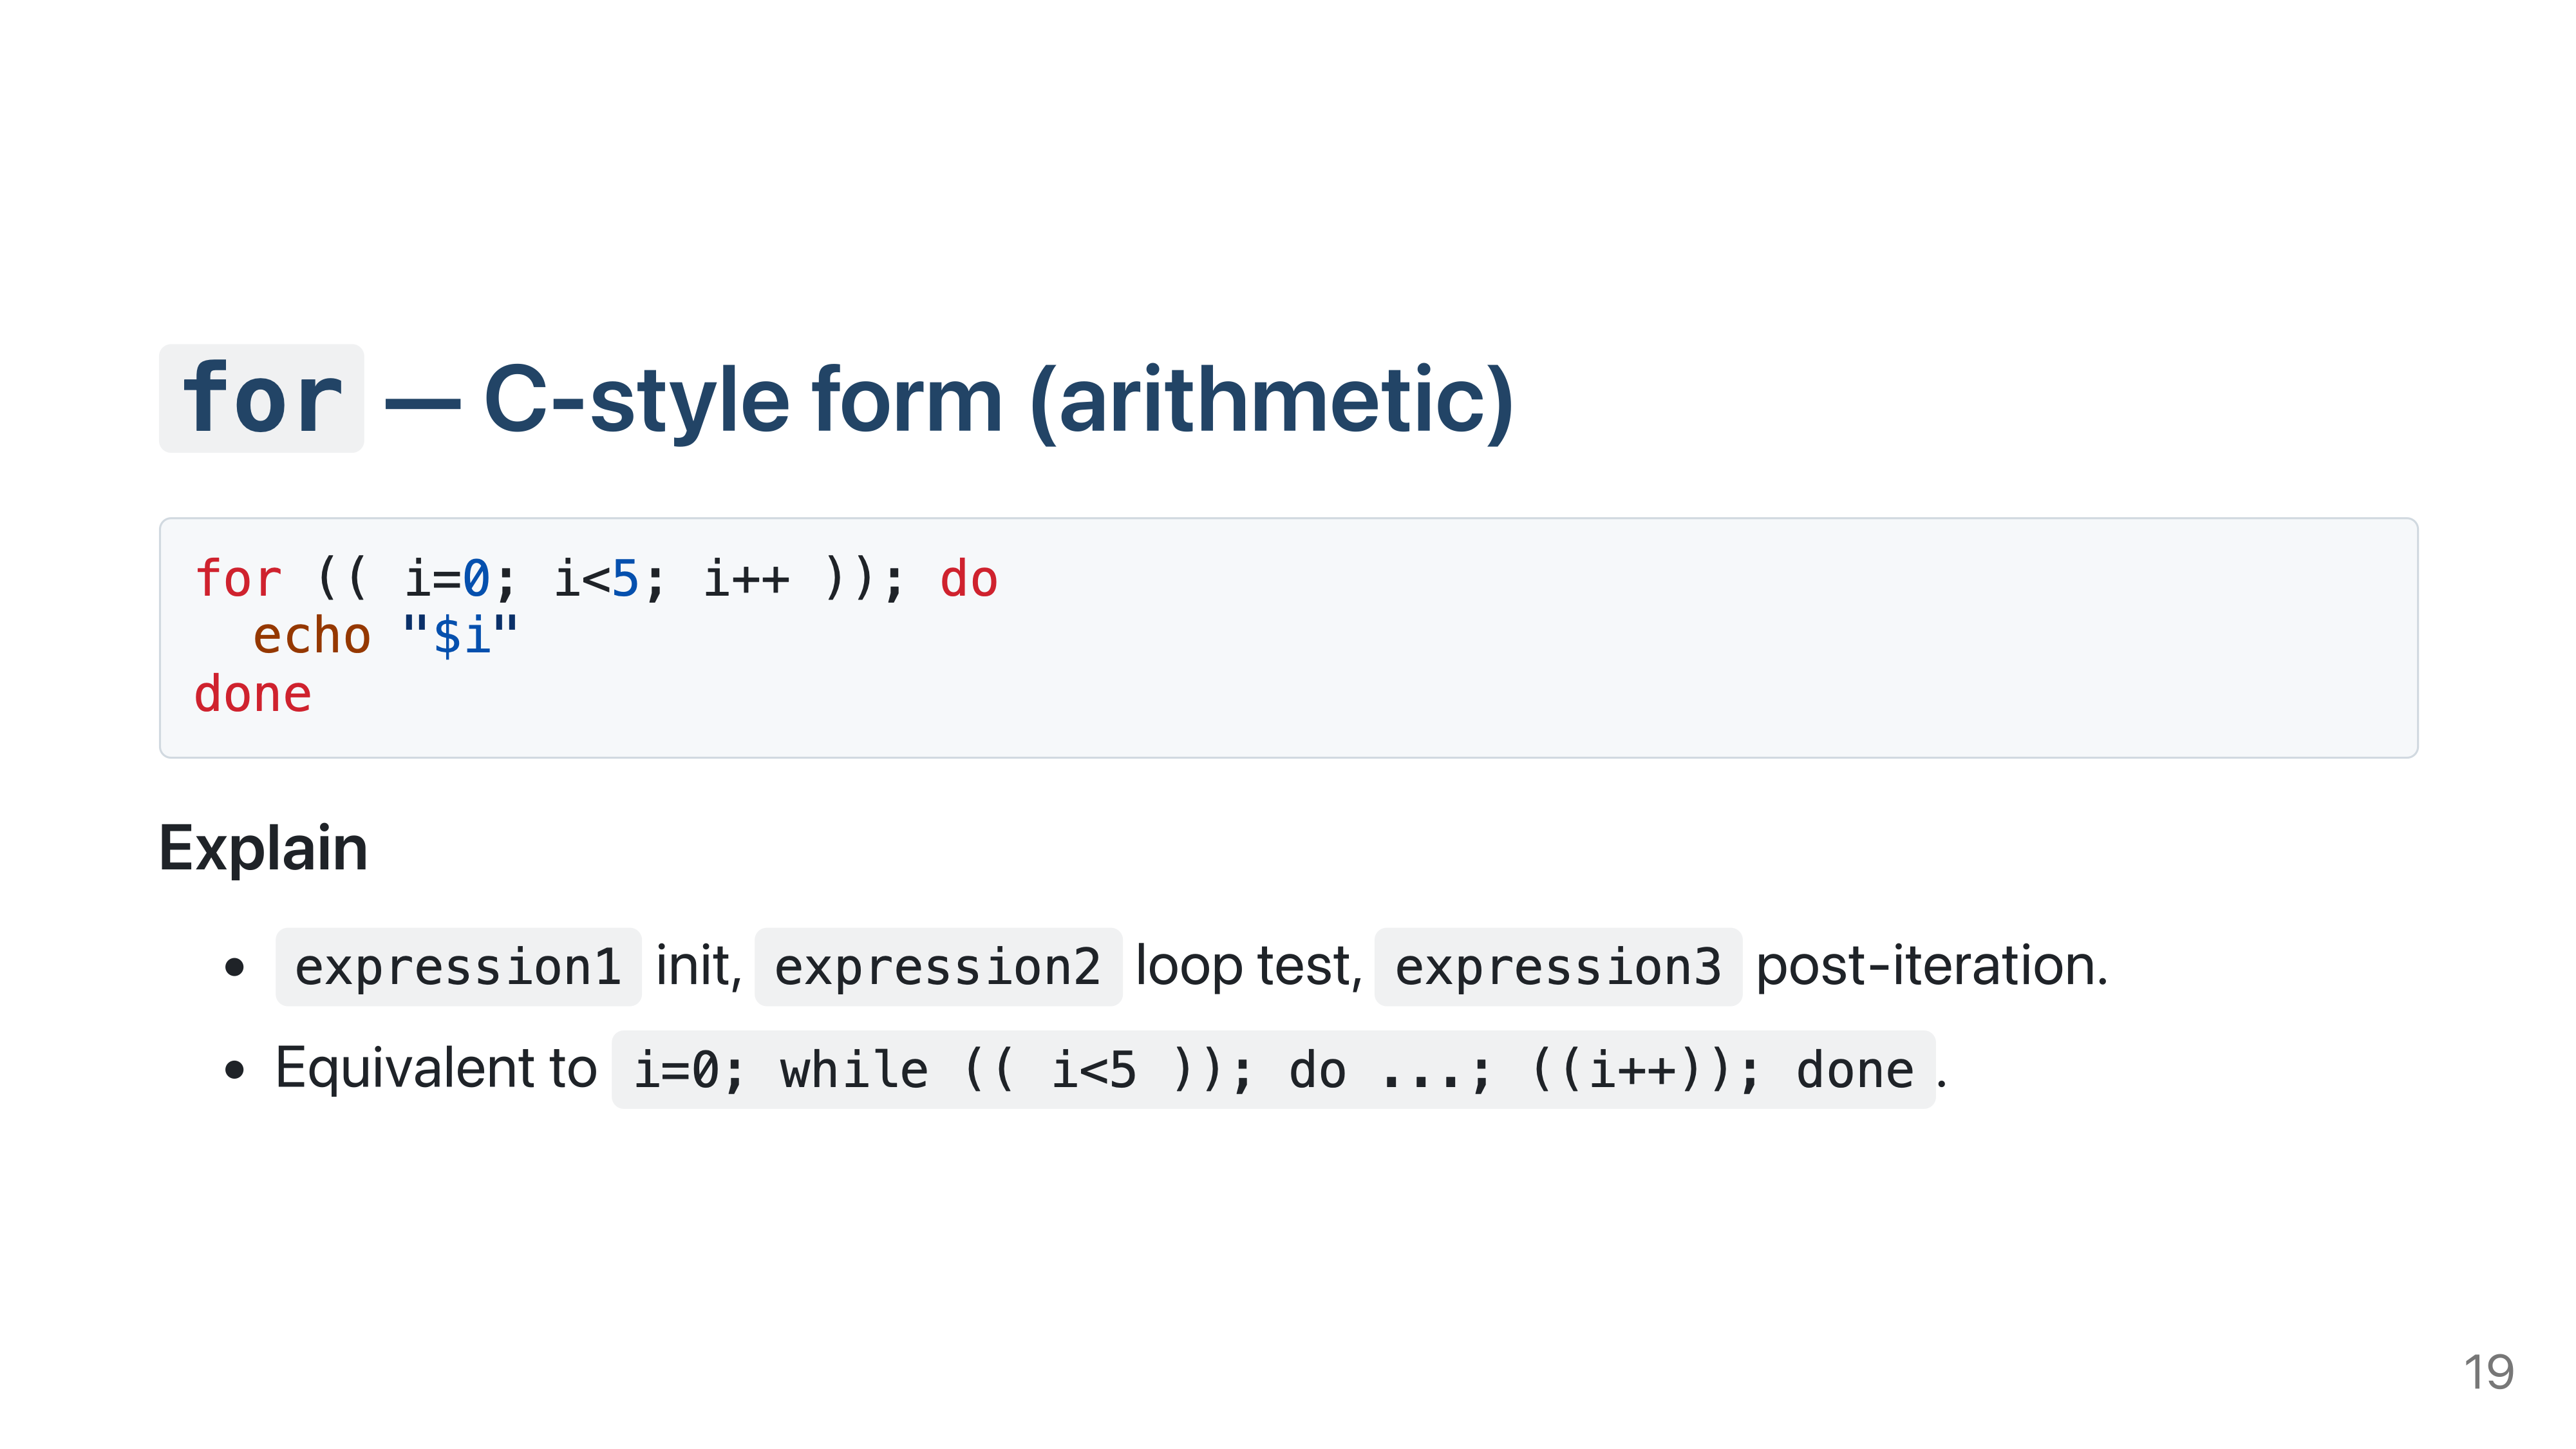 for — C-style form (arithmetic)
for (( i=0; i<5; i++ )); do
  echo "$i"
done
Explain
• expression1 init, expression2 loop test, expression3 post-iteration.
• Equivalent to i=0; while (( i<5 )); do ...; ((i++)); done.
19